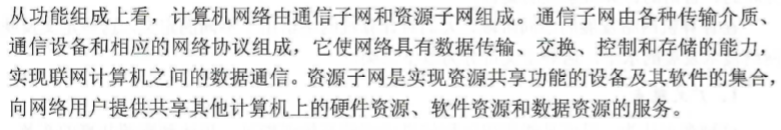 从功能组成上看，计算机网络由通信子网和资源子网组成。通信子网由各种传输介质、
通信设备和相应的网络协议组成，它使网络具有数据传输、交换、控制和存储的能力，
实现联网计算机之间的数据通信。资源子网是实现资源共享功能的设备及其软件的集合，
向网络用户提供共享其他计算机上的硬件资源、软件资源和数据资源的服务。